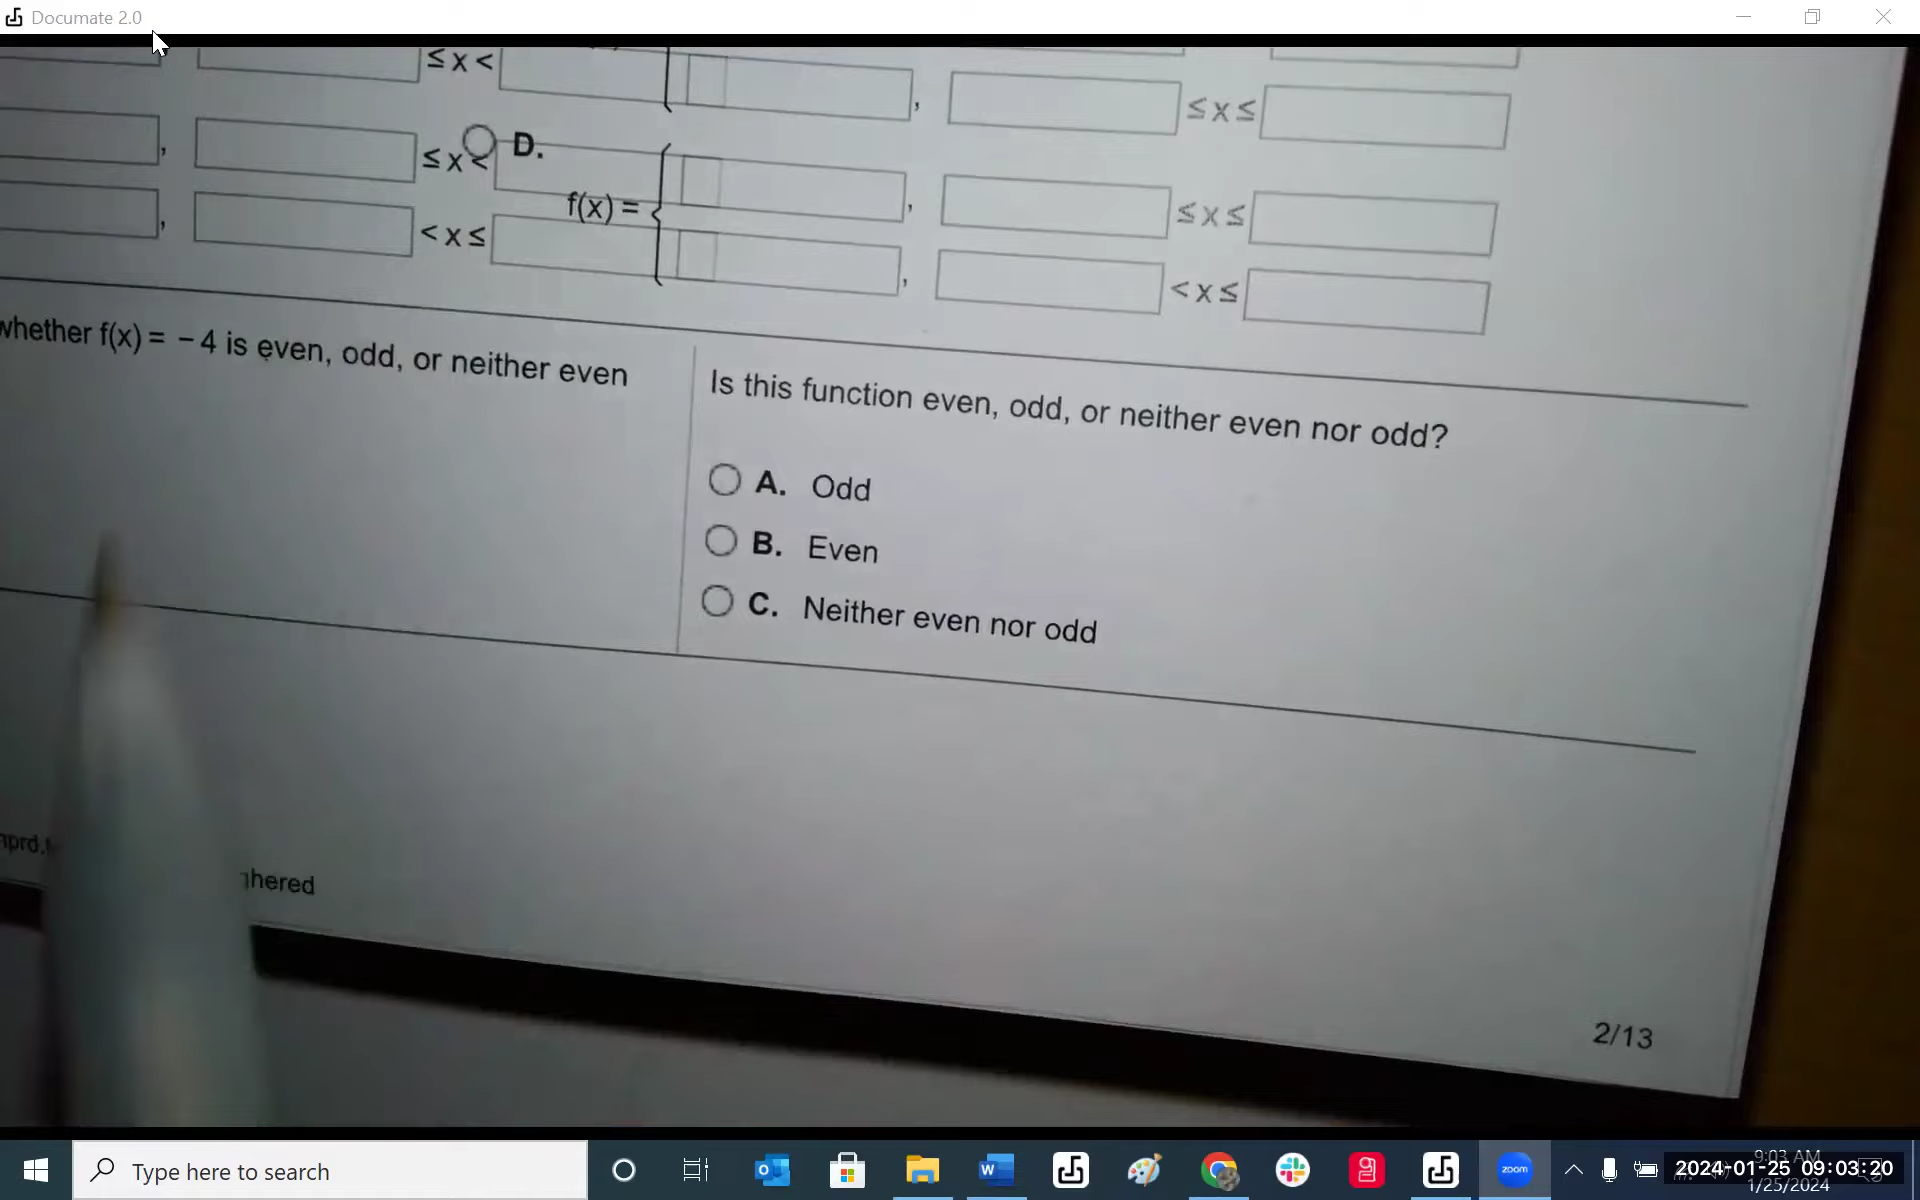 Documate 2.0
≤ x <
,
≤ x ≤
,
≤ x <
D.
f(x) =
,
≤ x ≤
,
< x ≤
,
< x ≤
whether f(x) = − 4 is even, odd, or neither even
Is this function even, odd, or neither even nor odd?
A. Odd
B. Even
C. Neither even nor odd
2/13
Type here to search
zoom
9:03 AM
2024-01-25 09:03:20
1/25/2024